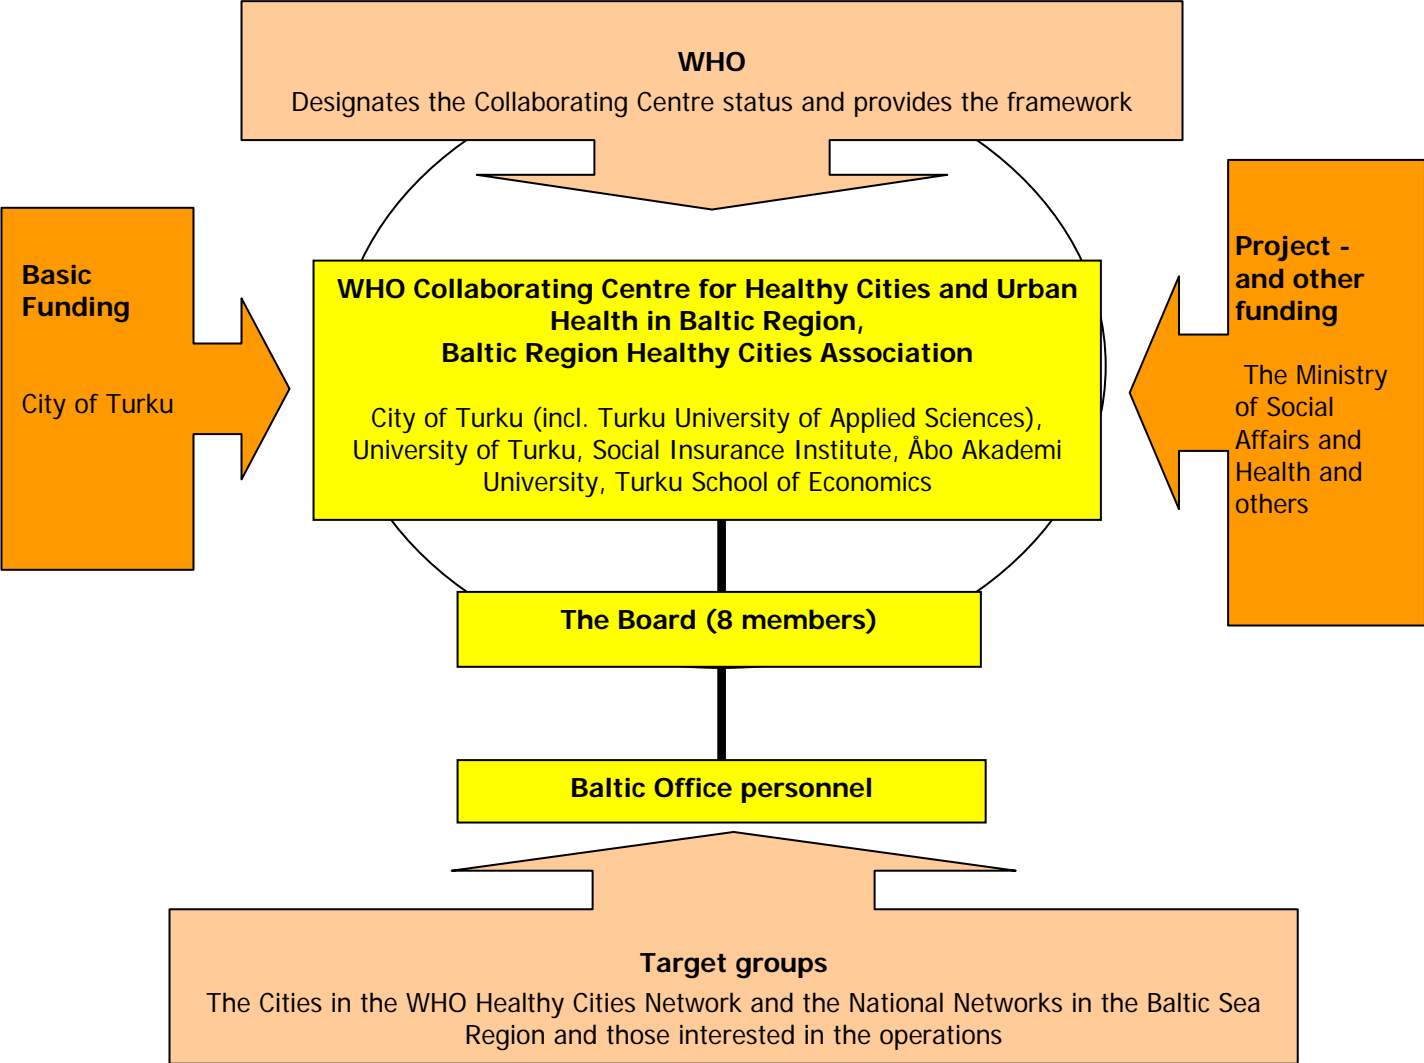 WHO
Designates the Collaborating Centre status and provides the framework
Basic
Funding
City of Turku
WHO Collaborating Centre for Healthy Cities and Urban
Health in Baltic Region,
Baltic Region Healthy Cities Association
City of Turku (incl. Turku University of Applied Sciences),
University of Turku, Social Insurance Institute, Åbo Akademi
University, Turku School of Economics
Project -
and other
funding
The Ministry
of Social
Affairs and
Health and
others
The Board (8 members)
Baltic Office personnel
Target groups
The Cities in the WHO Healthy Cities Network and the National Networks in the Baltic Sea
Region and those interested in the operations